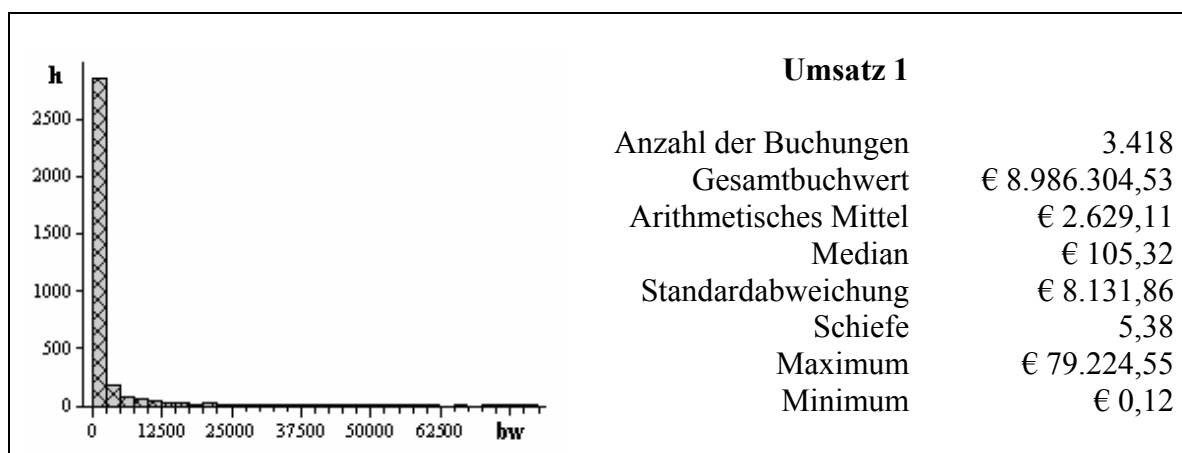 h
2500
2000
1500
1000
500
0
0 12500 25000 37500 50000 62500 bw
Umsatz 1
Anzahl der Buchungen 3.418
Gesamtbuchwert € 8.986.304,53
Arithmetisches Mittel € 2.629,11
Median € 105,32
Standardabweichung € 8.131,86
Schiefe 5,38
Maximum € 79.224,55
Minimum € 0,12